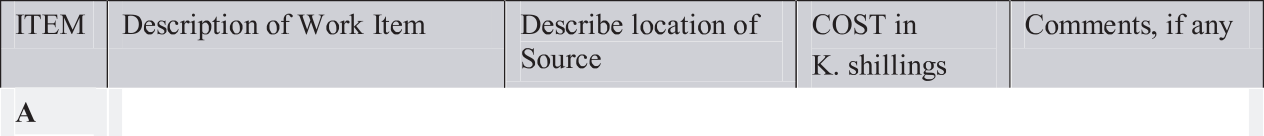 ITEM Description of Work Item Describe location of Source COST in K. shillings Comments, if any
A